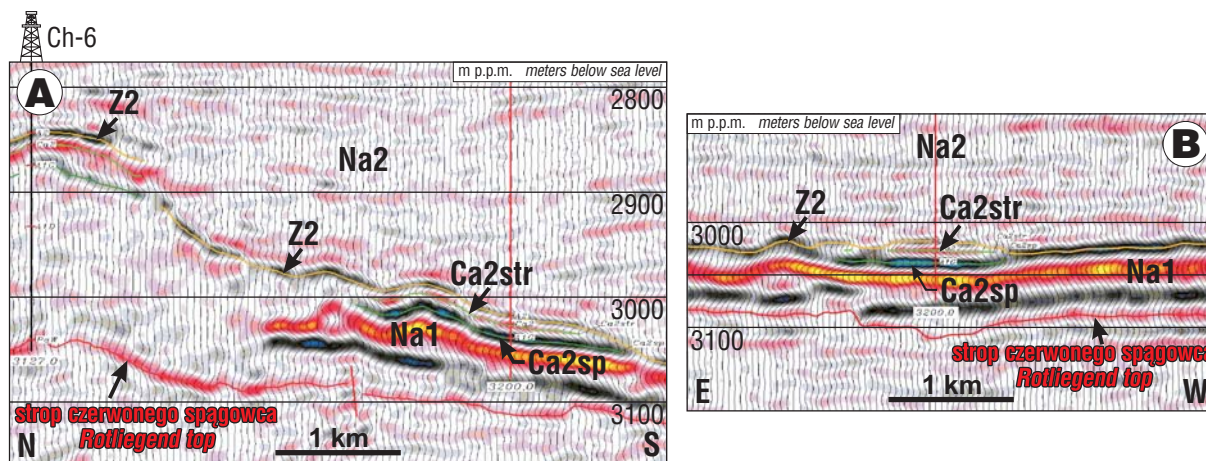 Ch-6
m p.p.m. meters below sea level
A
Z2
2800
Na2
2900
Z2
Ca2str
3000
Na1
Ca2sp
3127,0
3200,0
strop czerwonego spągowca
Rotliegend top
3100
N
1 km
S
m p.p.m. meters below sea level
B
Na2
Ca2str
3000
Z2
Na1
Ca2sp
3200,0
3100
strop czerwonego spągowca
Rotliegend top
E
1 km
W